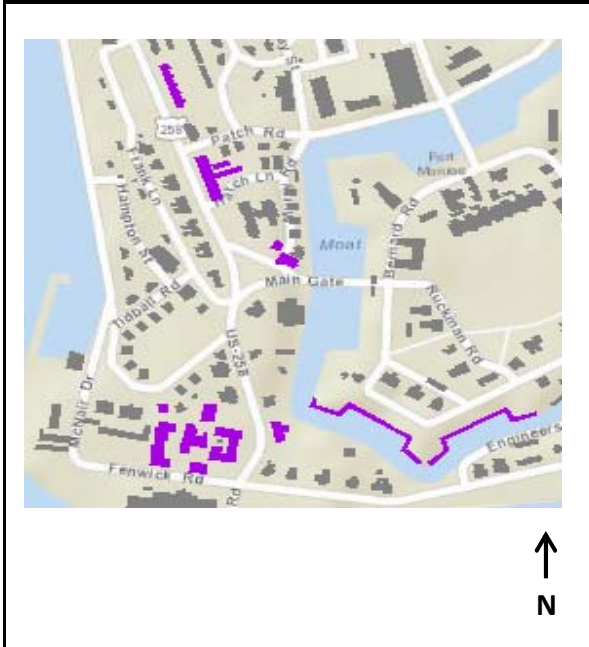 258
Patch Rd
Frank Ln
Hampton St
Fort
Monroe
Moat
Bernard Rd
Main Gate
Tidball Rd
US-258
Ruckman Rd
McNair Dr
Engineers
Fenwick Rd
Rd
N